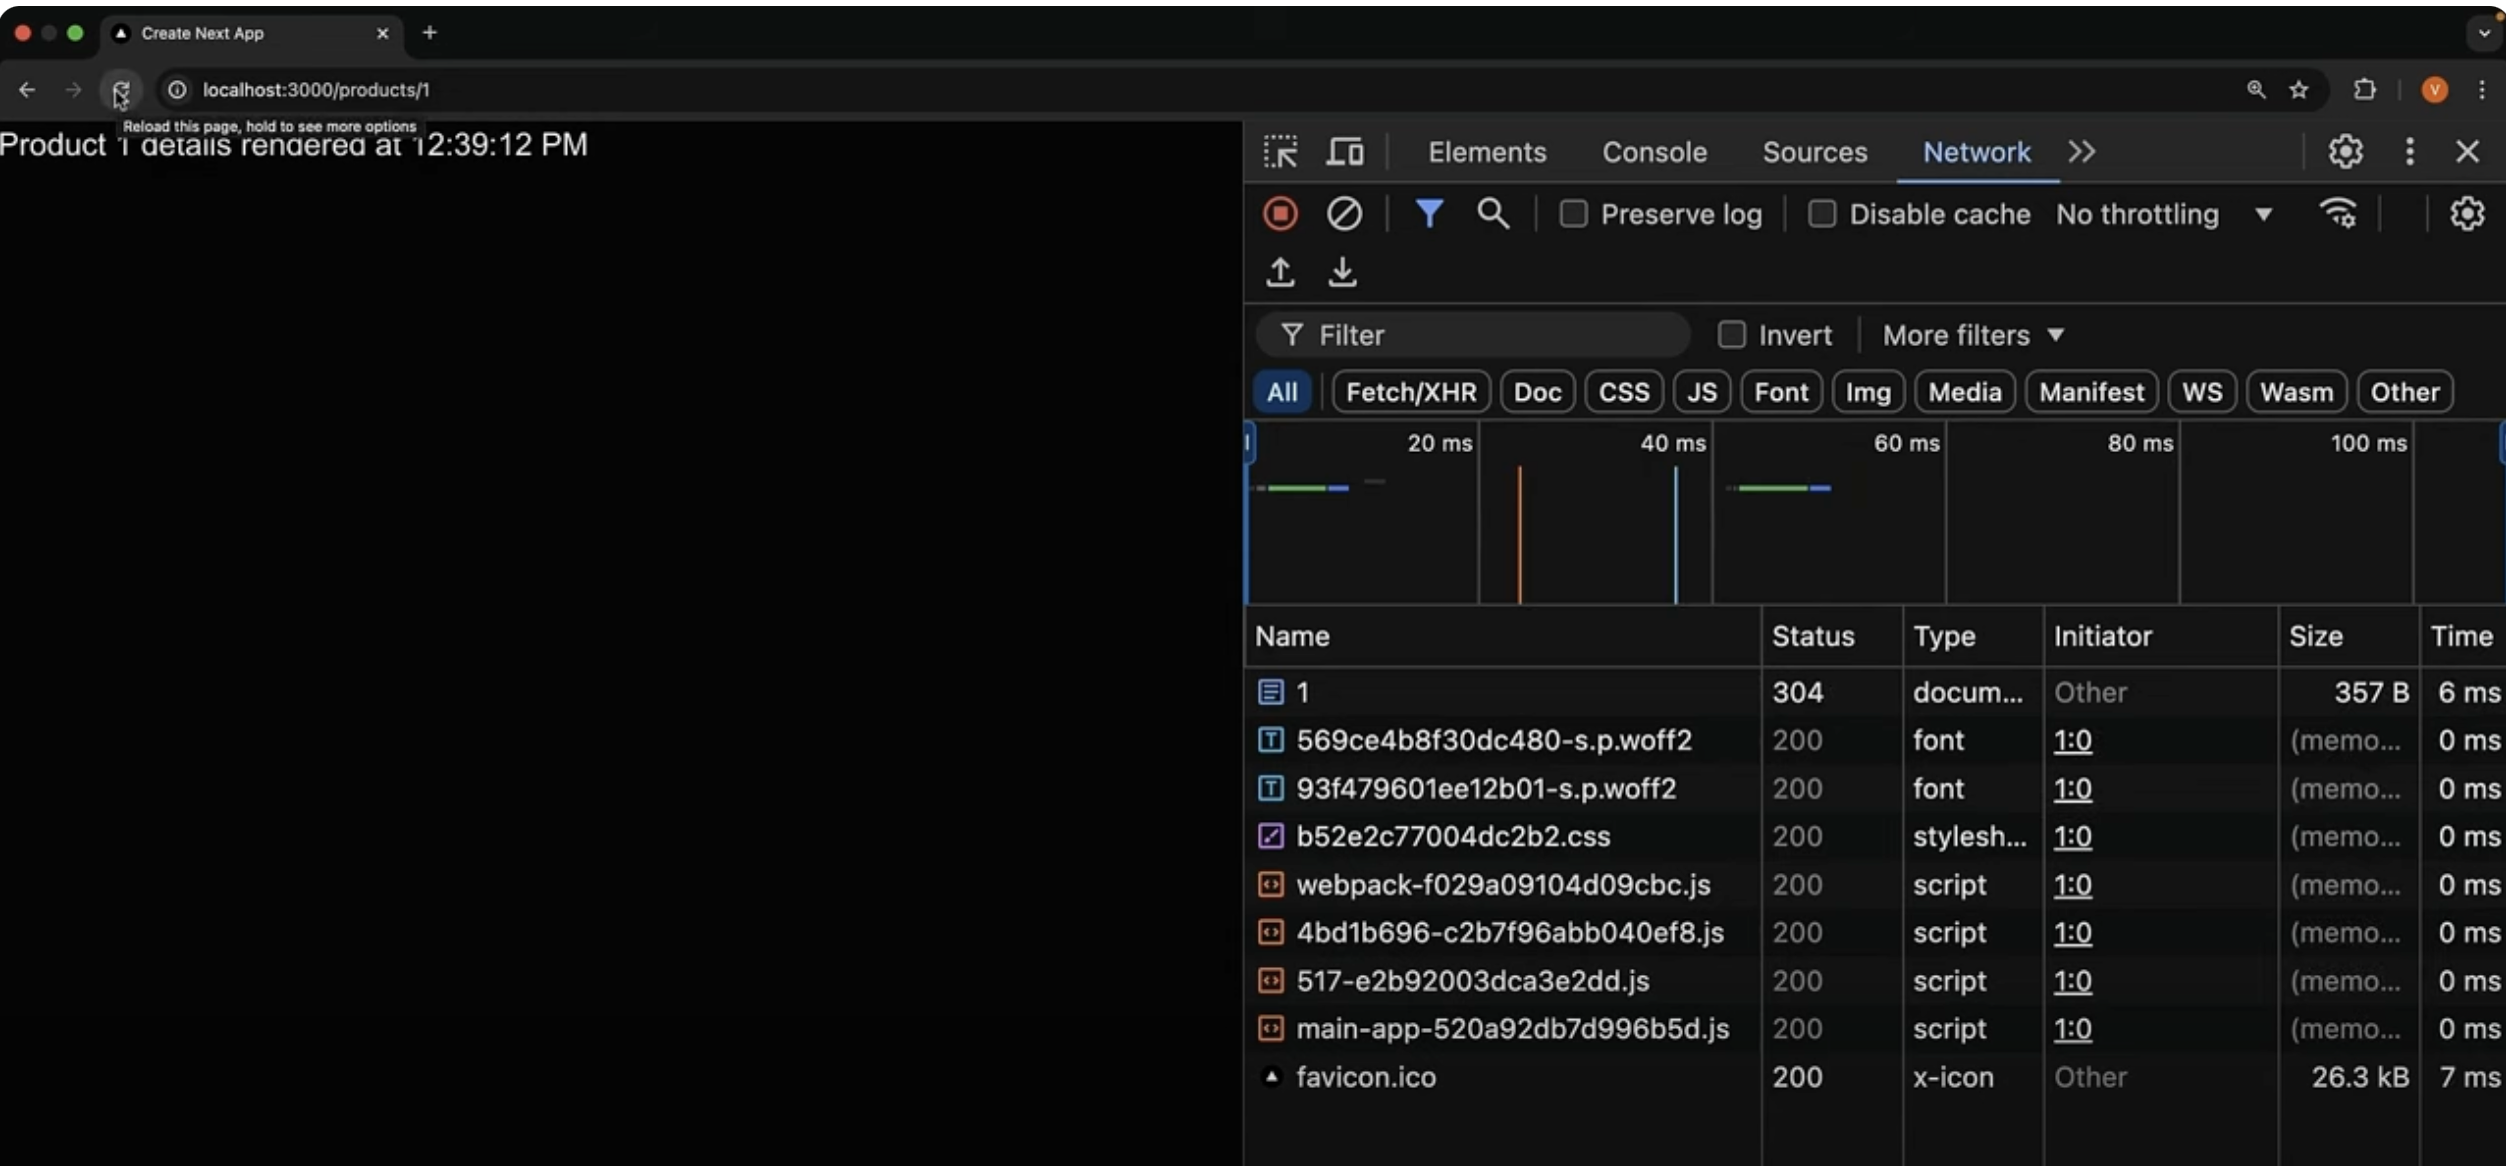 Create Next App
localhost:3000/products/1
V
Reload this page, hold to see more options
Product 1 details rendered at 12:39:12 PM
Elements Console Sources Network
Preserve log Disable cache No throttling
Filter Invert More filters
All Fetch/XHR Doc CSS JS Font Img Media Manifest WS Wasm Other
20 ms 40 ms 60 ms 80 ms 100 ms
Name Status Type Initiator Size Time
1 304 docum... Other 357 B 6 ms
569ce4b8f30dc480-s.p.woff2 200 font 1:0 (memo... 0 ms
93f479601ee12b01-s.p.woff2 200 font 1:0 (memo... 0 ms
b52e2c77004dc2b2.css 200 stylesh... 1:0 (memo... 0 ms
webpack-f029a09104d09cbc.js 200 script 1:0 (memo... 0 ms
4bd1b696-c2b7f96abb040ef8.js 200 script 1:0 (memo... 0 ms
517-e2b92003dca3e2dd.js 200 script 1:0 (memo... 0 ms
main-app-520a92db7d996b5d.js 200 script 1:0 (memo... 0 ms
favicon.ico 200 x-icon Other 26.3 kB 7 ms